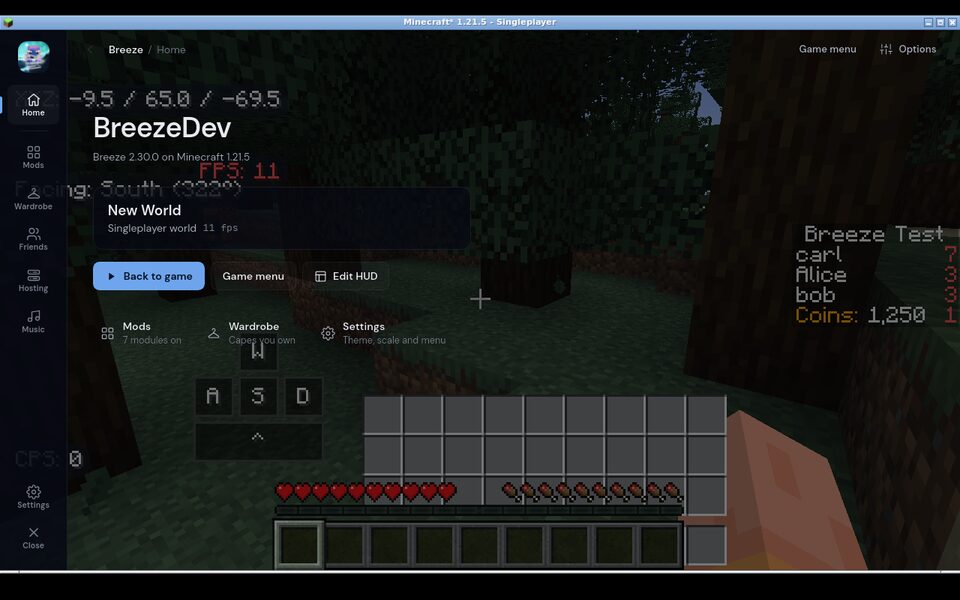 Minecraft* 1.21.5 - Singleplayer
Breeze / Home
Game menu
Options
Home
Mods
Wardrobe
Friends
Hosting
Music
Settings
Close
-9.5 / 65.0 / -69.5
BreezeDev
Breeze 2.30.0 on Minecraft 1.21.5
FPS: 11
Facing: South (322°)
New World
Singleplayer world 11 fps
Back to game
Game menu
Edit HUD
Mods
7 modules on
Wardrobe
Capes you own
Settings
Theme, scale and menu
W
A S D
^
CPS: 0
Breeze Test
carl 7
Alice 3
bob 3
Coins: 1,250 1